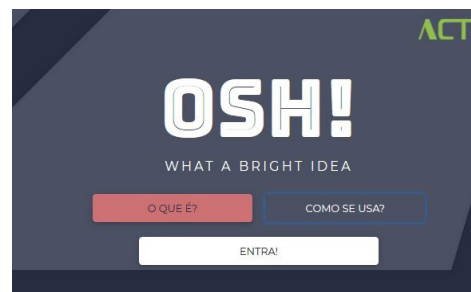 ACT
OSH!
WHAT A BRIGHT IDEA
O QUE É?
COMO SE USA?
ENTRA!